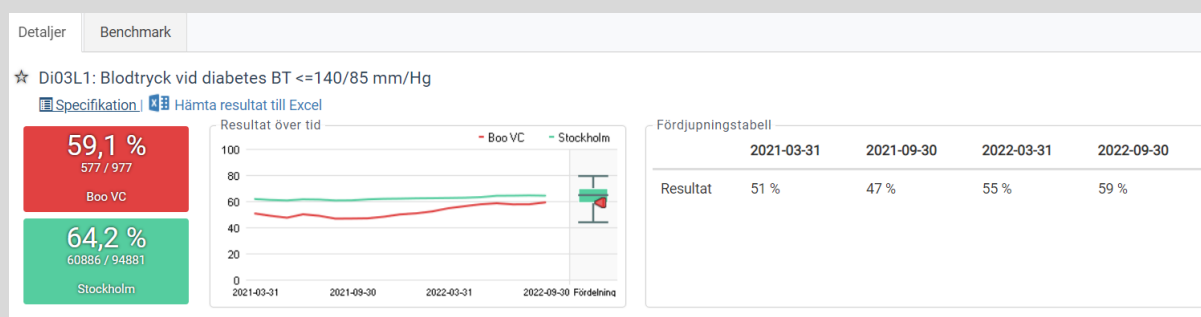 Detaljer Benchmark
☆ Di03L1: Blodtryck vid diabetes BT <=140/85 mm/Hg
Specifikation | Hämta resultat till Excel
59,1 %
577 / 977
Boo VC
64,2 %
60886 / 94881
Stockholm
Resultat över tid
Boo VC Stockholm
100
80
60
40
20
0
2021-03-31 2021-09-30 2022-03-31 2022-09-30 Fördelning
Fördjupningstabell
2021-03-31 2021-09-30 2022-03-31 2022-09-30
Resultat 51 % 47 % 55 % 59 %